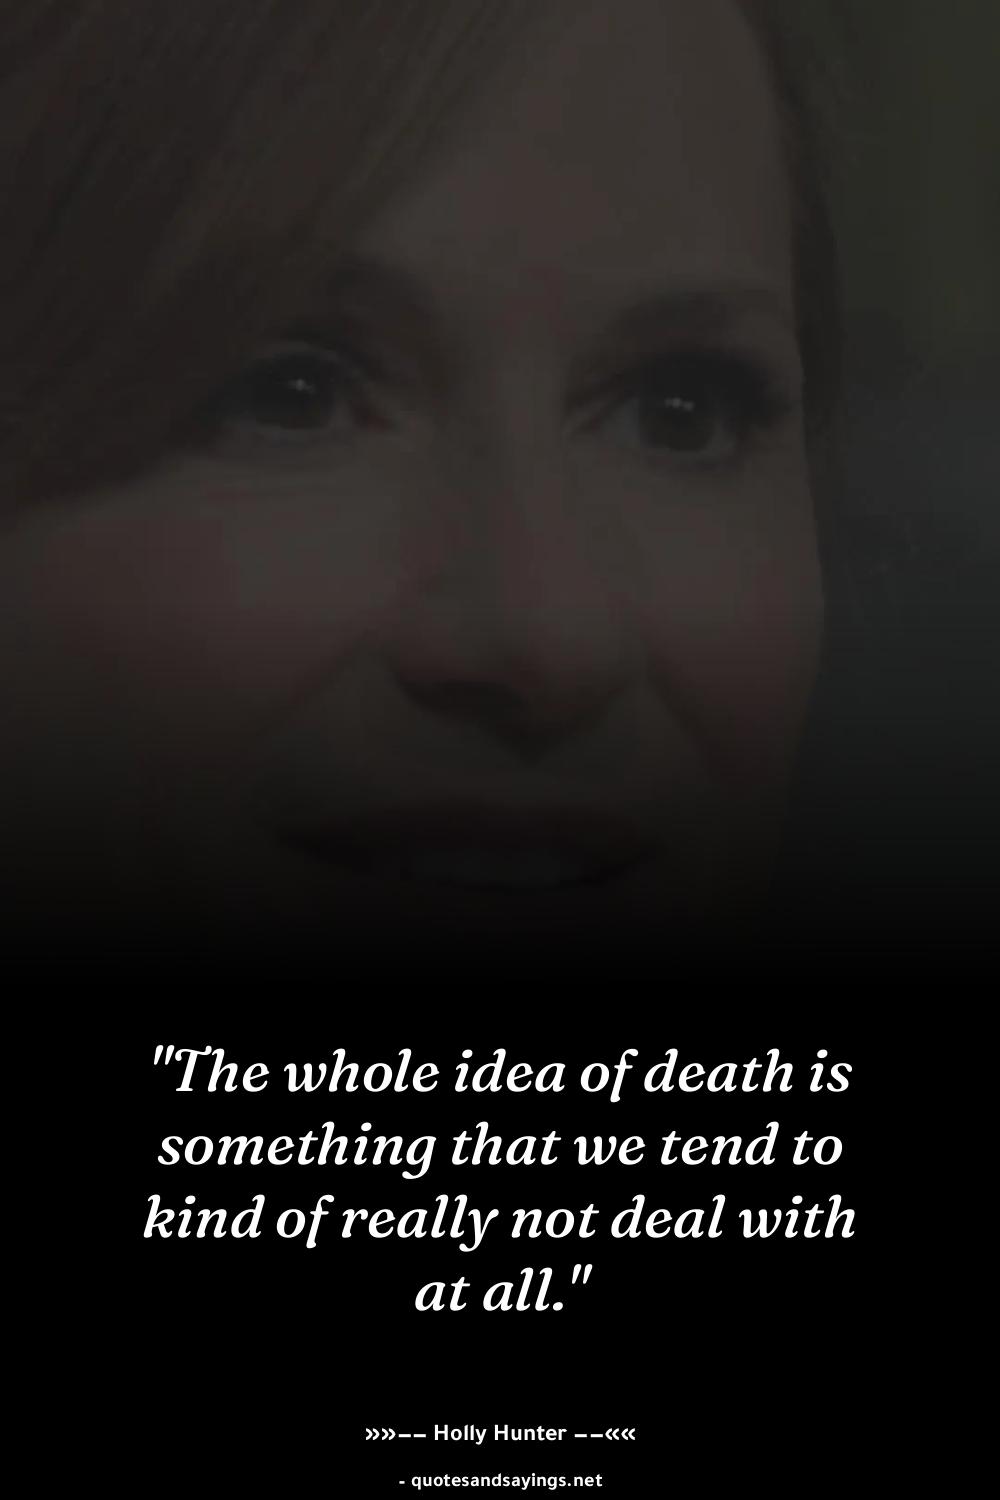 "The whole idea of death is
something that we tend to
kind of really not deal with
at all."
»»–– Holly Hunter ––««
- quotesandsayings.net